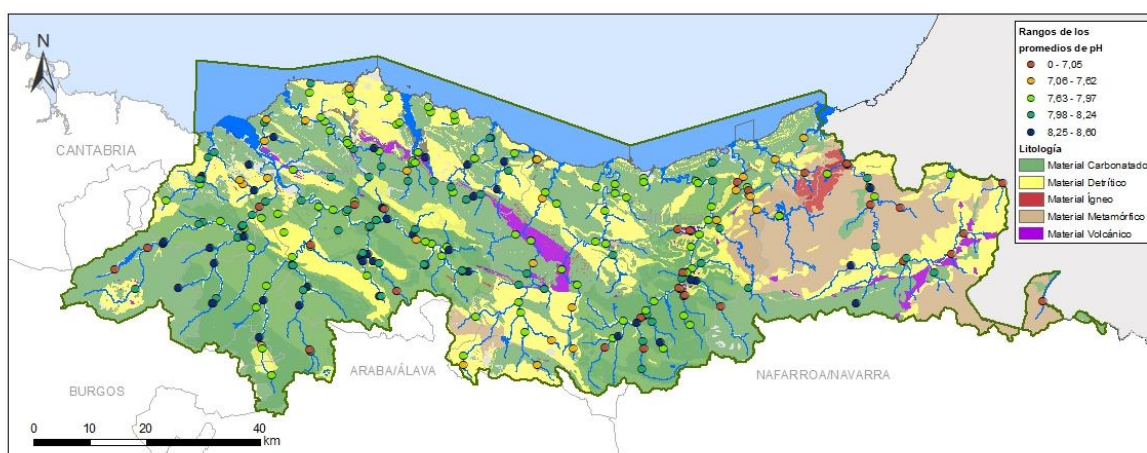 N
CANTABRIA
BURGOS
ARABA/ÁLAVA
NAFARROA/NAVARRA
0 10 20 40
km
Rangos de los
promedios de pH
0 - 7,05
7,06 - 7,62
7,63 - 7,97
7,98 - 8,24
8,25 - 8,60
Litología
Material Carbonatado
Material Detrítico
Material Ígneo
Material Metamórfico
Material Volcánico